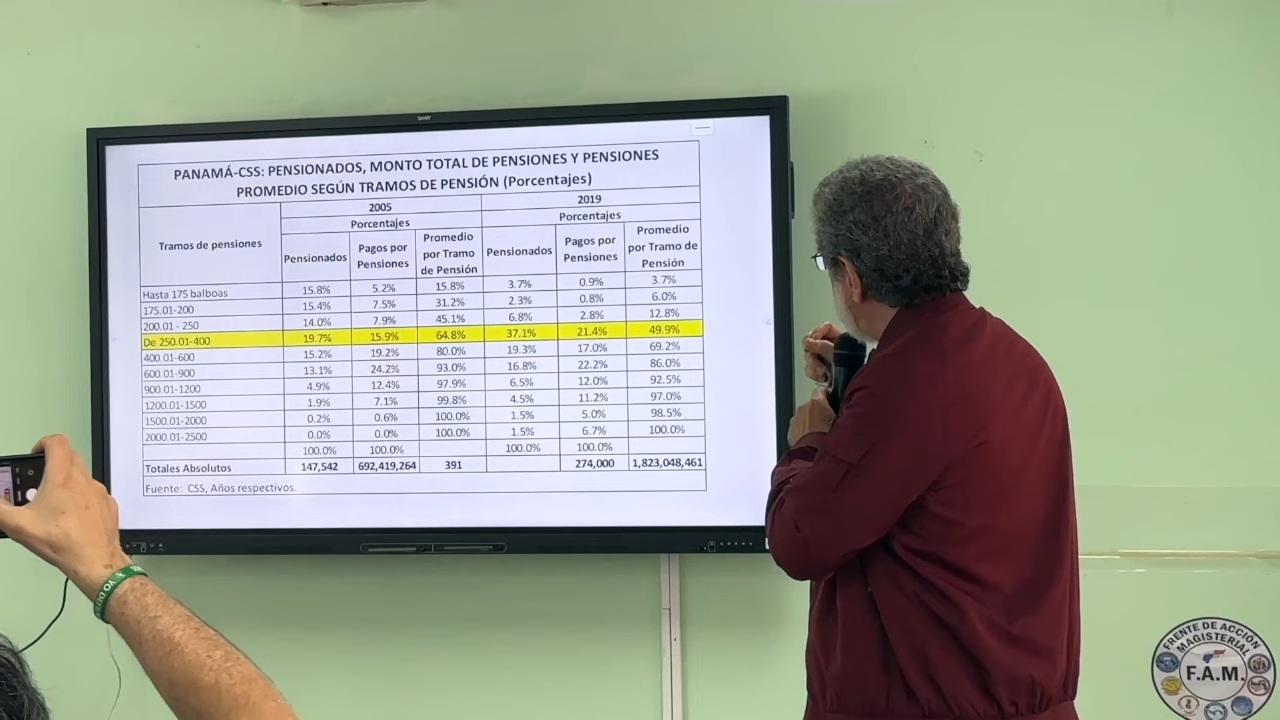 SMART
PANAMÁ-CSS: PENSIONADOS, MONTO TOTAL DE PENSIONES Y PENSIONES
PROMEDIO SEGÚN TRAMOS DE PENSIÓN (Porcentajes)
Tramos de pensiones 2005 2019
Porcentajes Porcentajes
Pensionados Pagos por Pensiones Promedio por Tramo de Pensión Pensionados Pagos por Pensiones Promedio por Tramo de Pensión
Hasta 175 balboas 15.8% 5.2% 15.8% 3.7% 0.9% 3.7%
175.01-200 15.4% 7.5% 31.2% 2.3% 0.8% 6.0%
200.01 - 250 14.0% 7.9% 45.1% 6.8% 2.8% 12.8%
De 250.01-400 19.7% 15.9% 64.8% 37.1% 21.4% 49.9%
400.01-600 15.2% 19.2% 80.0% 19.3% 17.0% 69.2%
600.01-900 13.1% 24.2% 93.0% 16.8% 22.2% 86.0%
900.01-1200 4.9% 12.4% 97.9% 6.5% 12.0% 92.5%
1200.01-1500 1.9% 7.1% 99.8% 4.5% 11.2% 97.0%
1500.01-2000 0.2% 0.6% 100.0% 1.5% 5.0% 98.5%
2000.01-2500 0.0% 0.0% 100.0% 1.5% 6.7% 100.0%
100.0% 100.0% 100.0% 100.0%
Totales Absolutos 147,542 692,419,264 391 274,000 1,823,048,461
Fuente: CSS, Años respectivos.
FRENTE DE ACCIÓN
MAGISTERIAL
F.A.M.